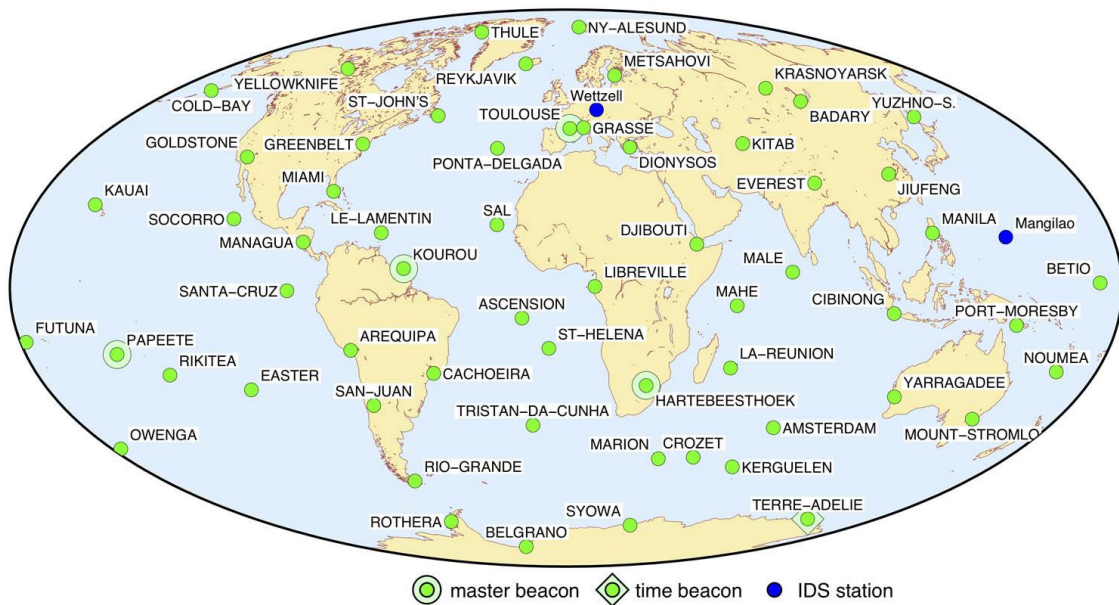 THULE
NY-ALESUND
YELLOWKNIFE
REYKJAVIK
METSAHOVI
KRASNOYARSK
COLD-BAY
ST-JOHN'S
Wettzell
YUZHNO-S.
TOULOUSE
BADARY
GOLDSTONE
GREENBELT
GRASSE
KITAB
PONTA-DELGADA
DIONYSOS
MIAMI
EVEREST
JIUFENG
KAUAI
SOCORRO
LE-LAMENTIN
SAL
MANILA
Mangilao
MANAGUA
DJIBOUTI
KOUROU
MALE
LIBREVILLE
BETIO
SANTA-CRUZ
ASCENSION
MAHE
CIBINONG
PORT-MORESBY
FUTUNA
PAPEETE
AREQUIPA
ST-HELENA
RIKITEA
LA-REUNION
NOUMEA
EASTER
CACHOEIRA
SAN-JUAN
YARRAGADEE
HARTEBEESTHOEK
TRISTAN-DA-CUNHA
OWENGA
AMSTERDAM
MOUNT-STROMLO
MARION
CROZET
RIO-GRANDE
KERGUELEN
TERRE-ADELIE
SYOWA
ROTHERA
BELGRANO
master beacon
time beacon
IDS station